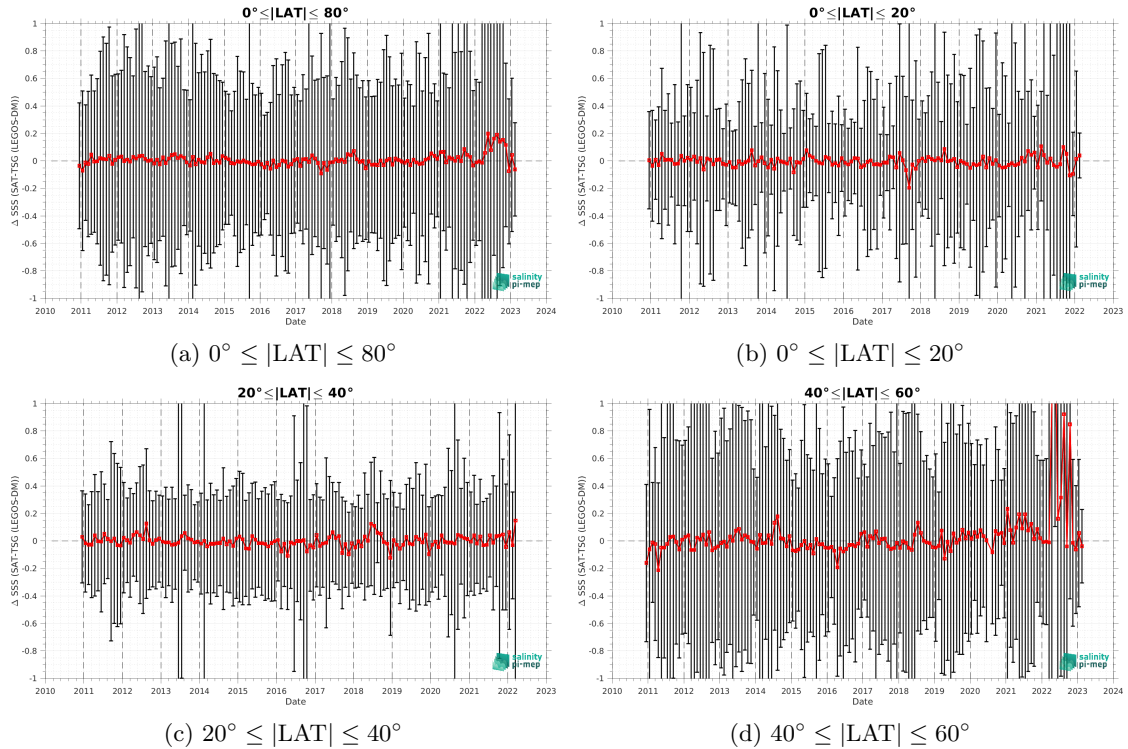 0°≤|LAT|≤ 80°
Δ SSS (SAT-TSG (LEGOS-DM))
1
0.8
0.6
0.4
0.2
0
-0.2
-0.4
-0.6
-0.8
-1
2010 2011 2012 2013 2014 2015 2016 2017 2018 2019 2020 2021 2022 2023 2024
Date
salinity
pi-mep
(a) 0° ≤ |LAT| ≤ 80°
0°≤|LAT|≤ 20°
Δ SSS (SAT-TSG (LEGOS-DM))
1
0.8
0.6
0.4
0.2
0
-0.2
-0.4
-0.6
-0.8
-1
2010 2011 2012 2013 2014 2015 2016 2017 2018 2019 2020 2021 2022 2023
Date
salinity
pi-mep
(b) 0° ≤ |LAT| ≤ 20°
20°≤|LAT|≤ 40°
Δ SSS (SAT-TSG (LEGOS-DM))
1
0.8
0.6
0.4
0.2
0
-0.2
-0.4
-0.6
-0.8
-1
2010 2011 2012 2013 2014 2015 2016 2017 2018 2019 2020 2021 2022 2023
Date
salinity
pi-mep
(c) 20° ≤ |LAT| ≤ 40°
40°≤|LAT|≤ 60°
Δ SSS (SAT-TSG (LEGOS-DM))
1
0.8
0.6
0.4
0.2
0
-0.2
-0.4
-0.6
-0.8
-1
2010 2011 2012 2013 2014 2015 2016 2017 2018 2019 2020 2021 2022 2023 2024
Date
salinity
pi-mep
(d) 40° ≤ |LAT| ≤ 60°